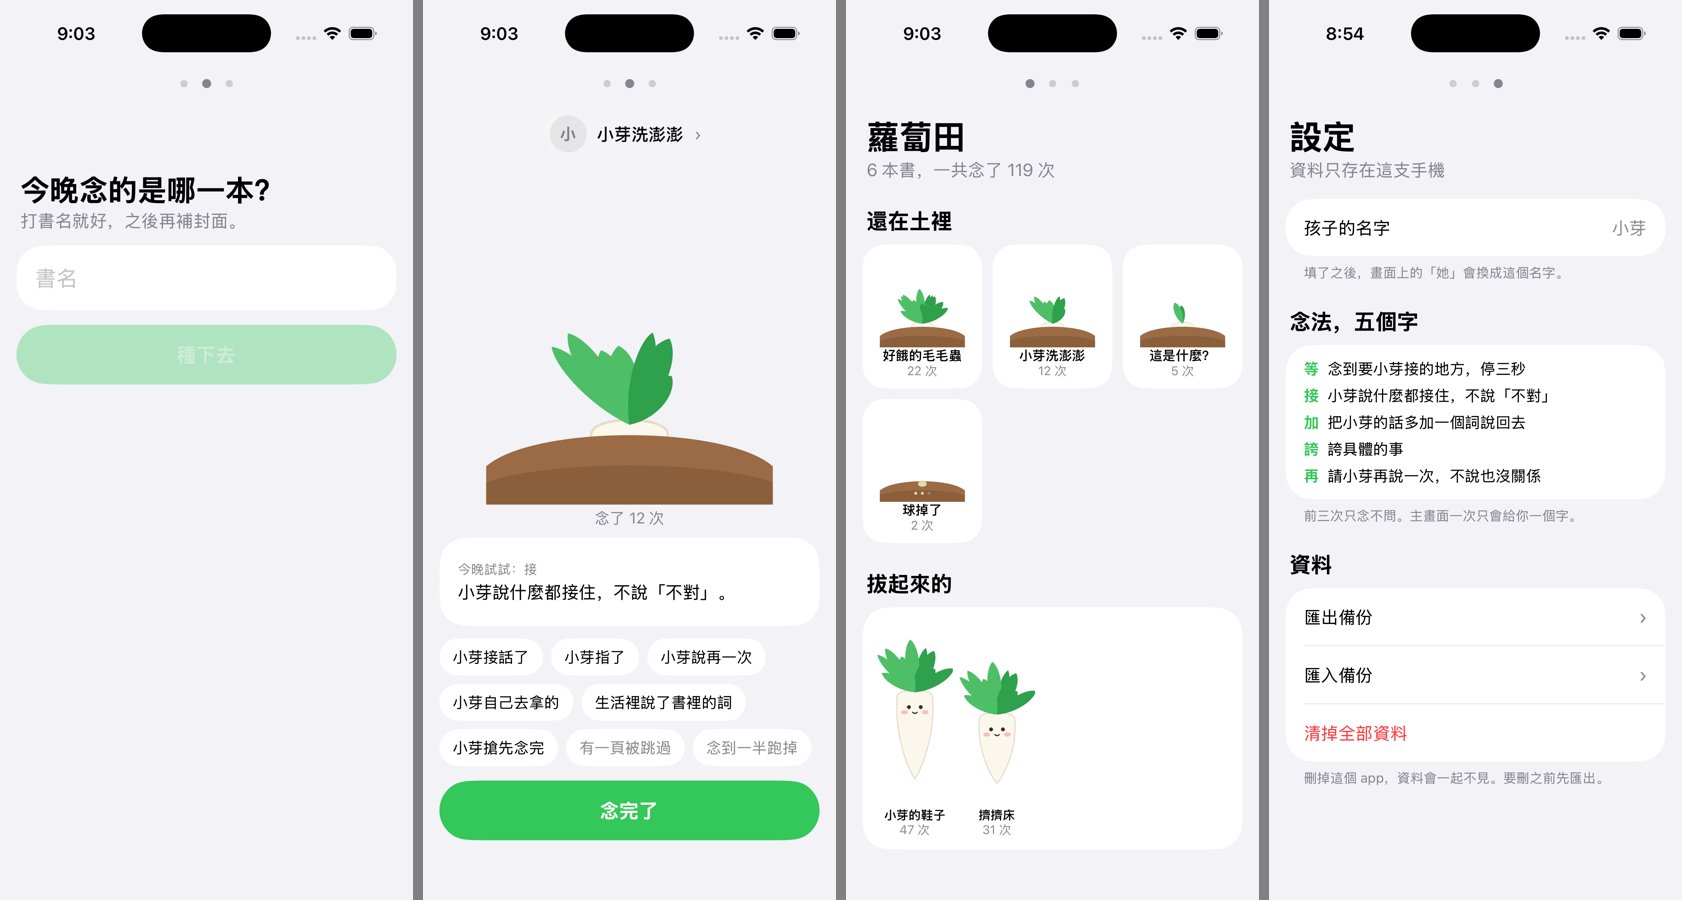 9:03
今晚念的是哪一本?
打書名就好，之後再補封面。
書名
種下去
9:03
小 小芽洗澎澎 ›
念了 12 次
今晚試試：接
小芽說什麼都接住，不說「不對」。
小芽接話了 小芽指了 小芽說再一次
小芽自己去拿的 生活裡說了書裡的詞
小芽搶先念完 有一頁被跳過 念到一半跑掉
念完了
9:03
蘿蔔田
6 本書，一共念了 119 次
還在土裡
好餓的毛毛蟲 小芽洗澎澎 這是什麼?
22 次 12 次 5 次
球掉了
2 次
拔起來的
小芽的鞋子 擠擠床
47 次 31 次
8:54
設定
資料只存在這支手機
孩子的名字 小芽
填了之後，畫面上的「她」會換成這個名字。
念法，五個字
等 念到要小芽接的地方，停三秒
接 小芽說什麼都接住，不說「不對」
加 把小芽的話多加一個詞說回去
誇 誇具體的事
再 請小芽再說一次，不說也沒關係
前三次只念不問。主畫面一次只會給你一個字。
資料
匯出備份 ›
匯入備份 ›
清掉全部資料
刪掉這個 app，資料會一起不見。要刪之前先匯出。